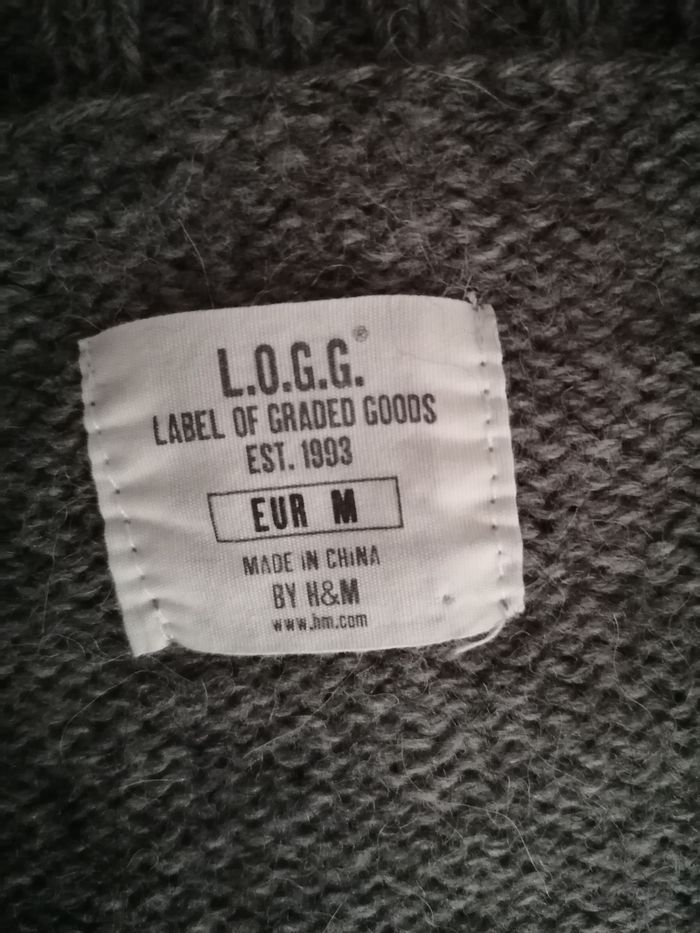 L.O.G.G.®
LABEL OF GRADED GOODS
EST. 1993
EUR M
MADE IN CHINA
BY H&M
www.hm.com